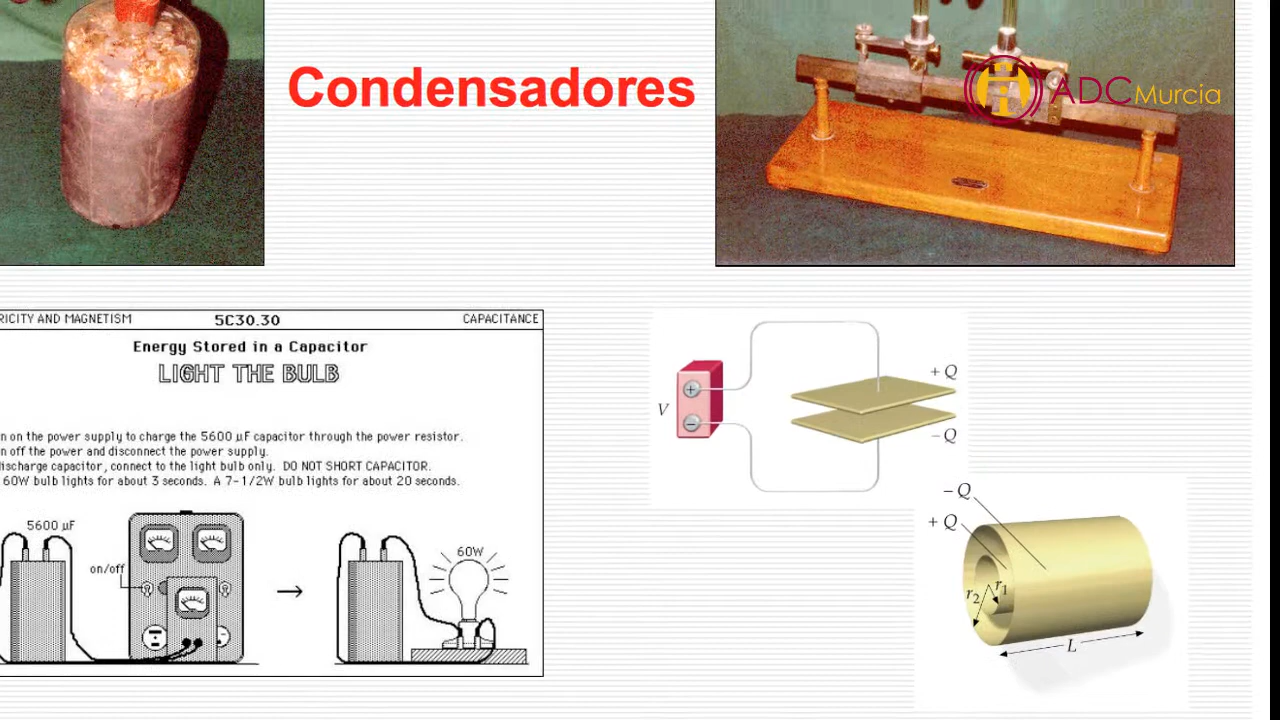 Condensadores
ADCMurcia
RICITY AND MAGNETISM 5C30.30 CAPACITANCE
Energy Stored in a Capacitor
LIGHT THE BULB
n on the power supply to charge the 5600 µF capacitor through the power resistor.
n off the power and disconnect the power supply.
ischarge capacitor, connect to the light bulb only. DO NOT SHORT CAPACITOR.
60W bulb lights for about 3 seconds. A 7-1/2W bulb lights for about 20 seconds.
5600 µF
on/off
60W
V
+
−
+ Q
− Q
− Q
+ Q
r2
r1
L